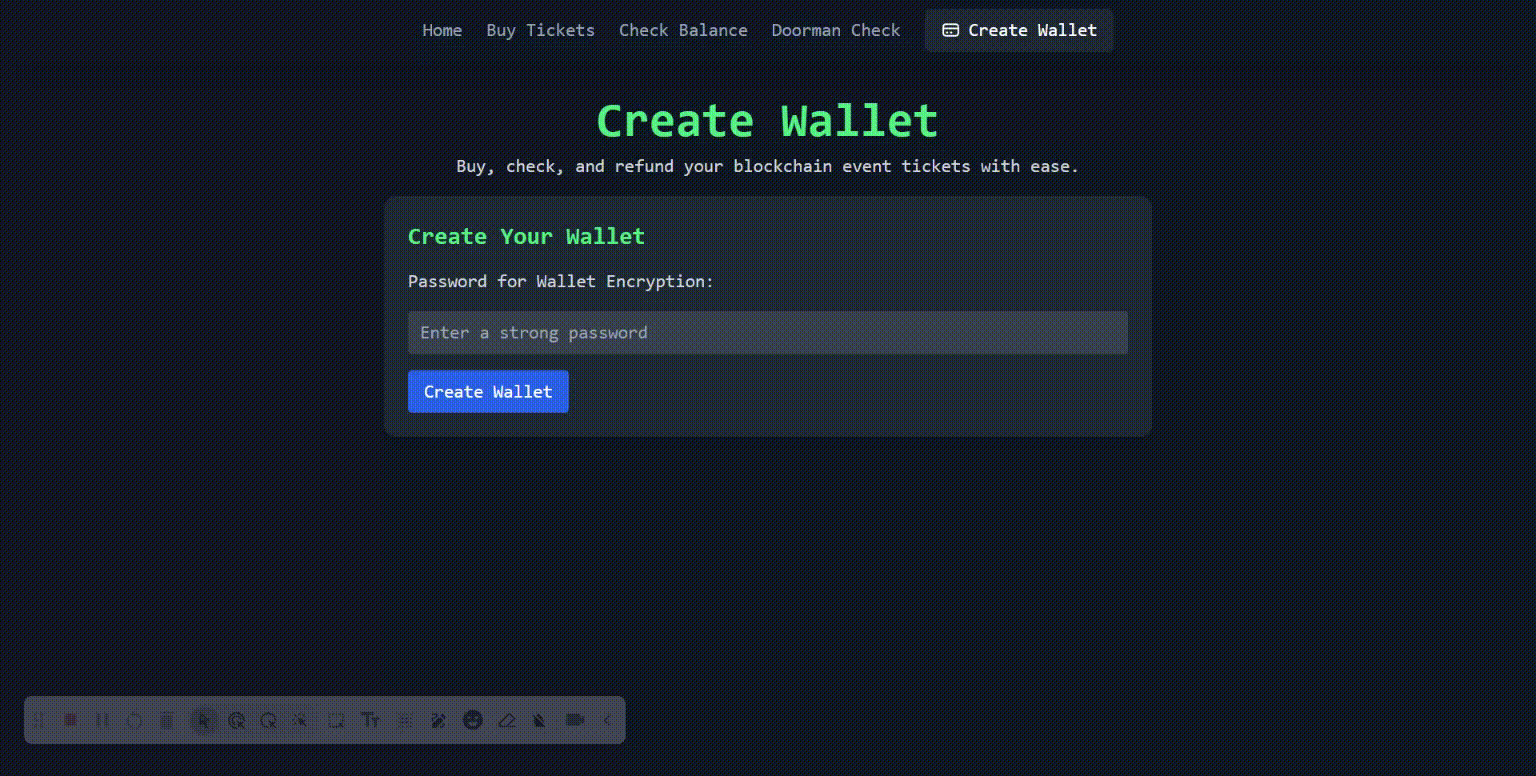 Home Buy Tickets Check Balance Doorman Check Create Wallet
Create Wallet
Buy, check, and refund your blockchain event tickets with ease.
Create Your Wallet
Password for Wallet Encryption:
Enter a strong password
Create Wallet
Tт